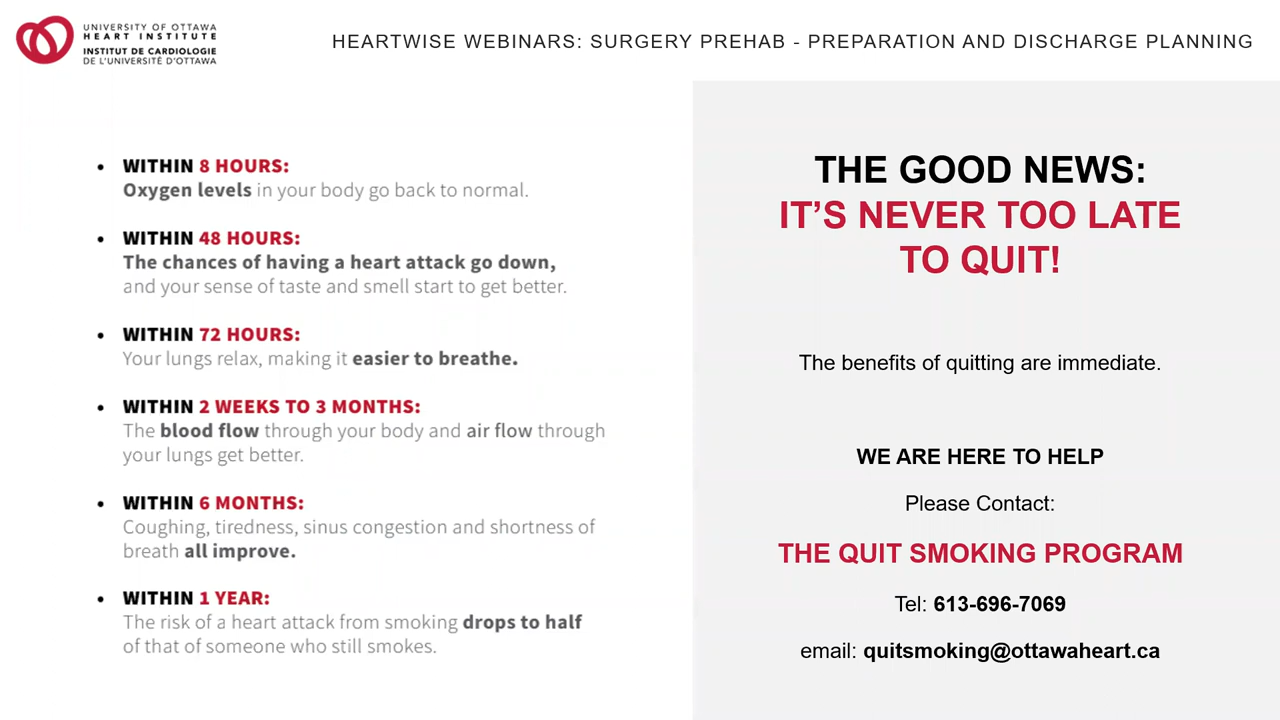 UNIVERSITY OF OTTAWA
HEART INSTITUTE
INSTITUT DE CARDIOLOGIE
DE L'UNIVERSITÉ D'OTTAWA
HEARTWISE WEBINARS: SURGERY PREHAB - PREPARATION AND DISCHARGE PLANNING
• WITHIN 8 HOURS:
Oxygen levels in your body go back to normal.
• WITHIN 48 HOURS:
The chances of having a heart attack go down,
and your sense of taste and smell start to get better.
• WITHIN 72 HOURS:
Your lungs relax, making it easier to breathe.
• WITHIN 2 WEEKS TO 3 MONTHS:
The blood flow through your body and air flow through
your lungs get better.
• WITHIN 6 MONTHS:
Coughing, tiredness, sinus congestion and shortness of
breath all improve.
• WITHIN 1 YEAR:
The risk of a heart attack from smoking drops to half
of that of someone who still smokes.
THE GOOD NEWS:
IT’S NEVER TOO LATE
TO QUIT!
The benefits of quitting are immediate.
WE ARE HERE TO HELP
Please Contact:
THE QUIT SMOKING PROGRAM
Tel: 613-696-7069
email: quitsmoking@ottawaheart.ca